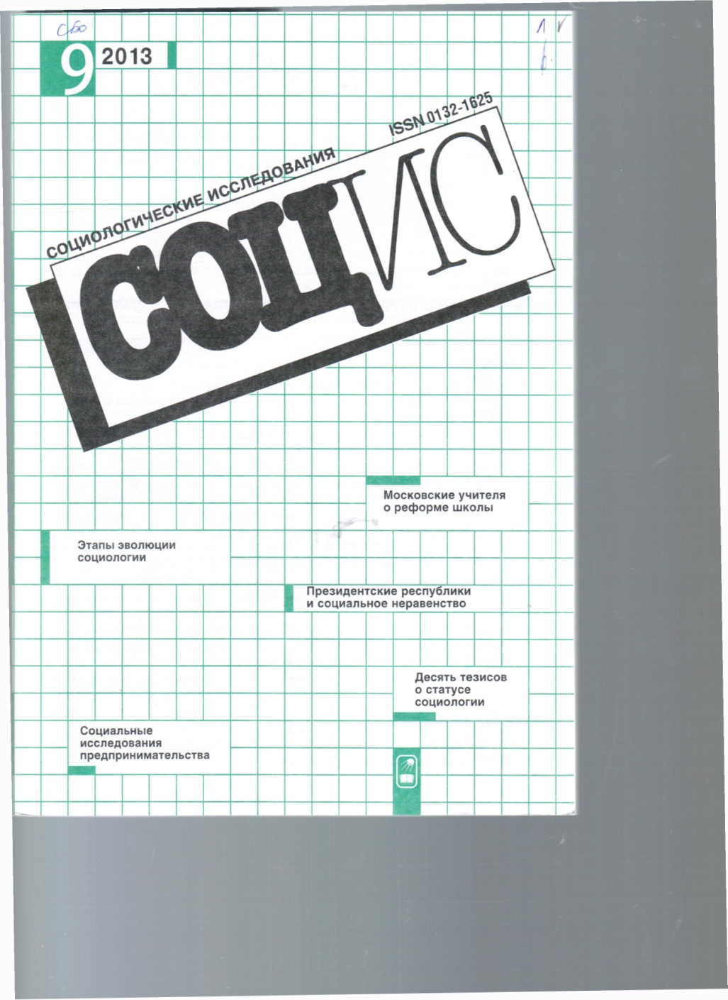 сбо
9 2013
ISSN 0132-1625
СОЦИОЛОГИЧЕСКИЕ ИССЛЕДОВАНИЯ
СОЦИС
Московские учителя
о реформе школы
Этапы эволюции
социологии
Президентские республики
и социальное неравенство
Десять тезисов
о статусе
социологии
Социальные
исследования
предпринимательства